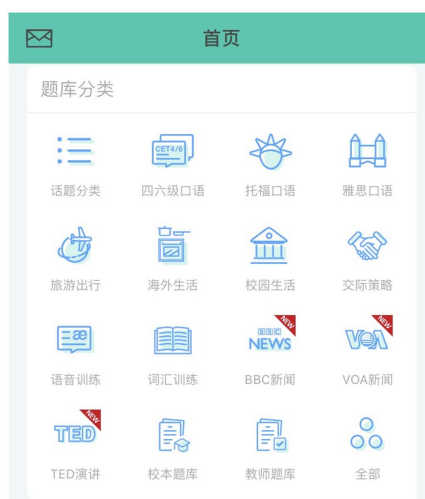 首页
题库分类
CET4/6
话题分类 四六级口语 托福口语 雅思口语
旅游出行 海外生活 校园生活 交际策略
æ BBC NEWS NEW VOA NEW
语音训练 词汇训练 BBC新闻 VOA新闻
TED NEW
TED演讲 校本题库 教师题库 全部